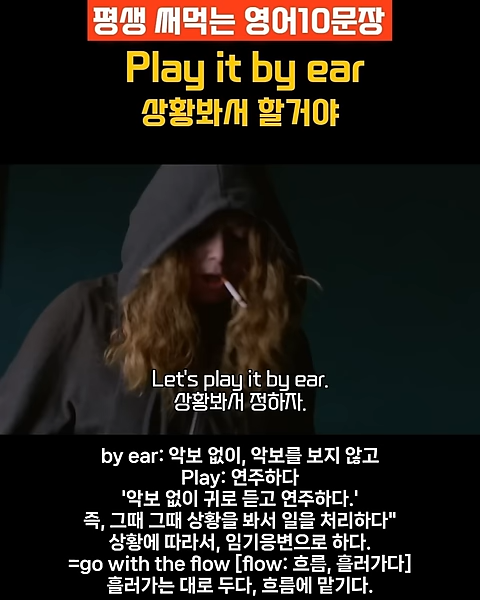 평생 써먹는 영어10문장
Play it by ear
상황봐서 할거야
Let's play it by ear.
상황봐서 정하자.
by ear: 악보 없이, 악보를 보지 않고
Play: 연주하다
'악보 없이 귀로 듣고 연주하다.'
즉, 그때 그때 상황을 봐서 일을 처리하다"
상황에 따라서, 임기응변으로 하다.
=go with the flow [flow: 흐름, 흘러가다]
흘러가는 대로 두다, 흐름에 맡기다.